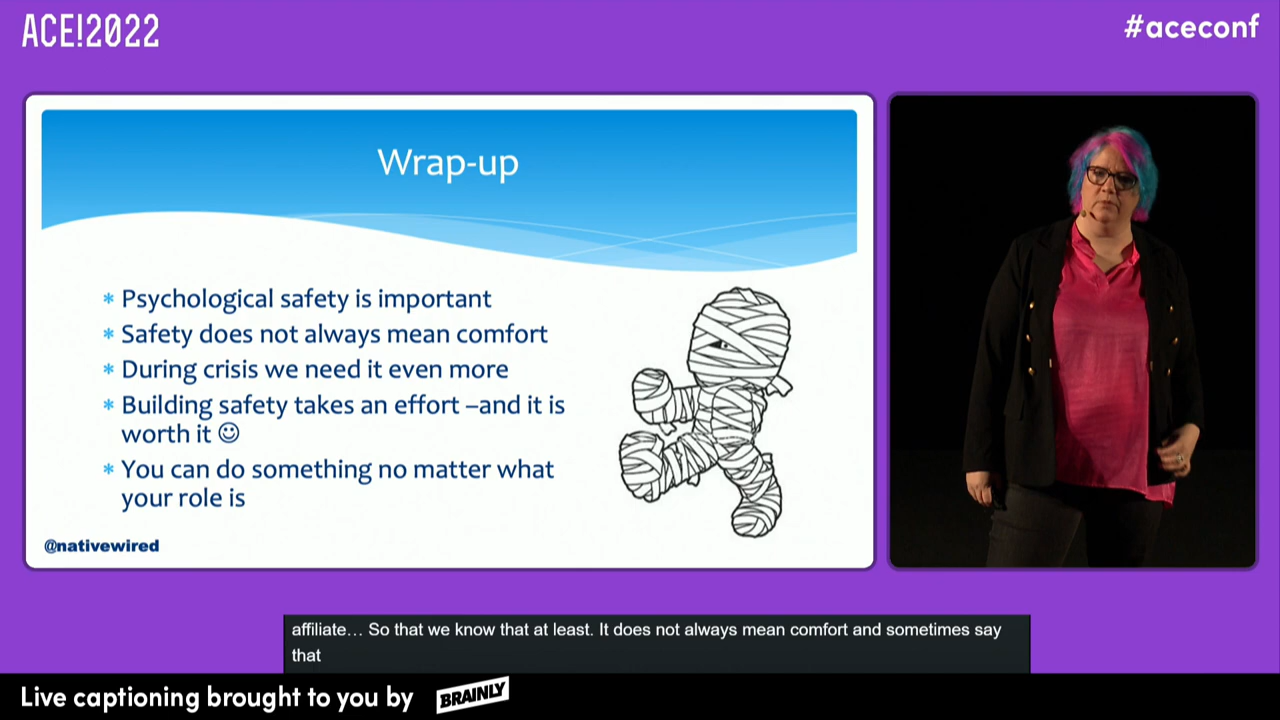 ACE!2022
#aceconf
Wrap-up
* Psychological safety is important
* Safety does not always mean comfort
* During crisis we need it even more
* Building safety takes an effort –and it is
worth it ☺
* You can do something no matter what
your role is
@nativewired
affiliate... So that we know that at least. It does not always mean comfort and sometimes say
that
Live captioning brought to you by BRAINLY